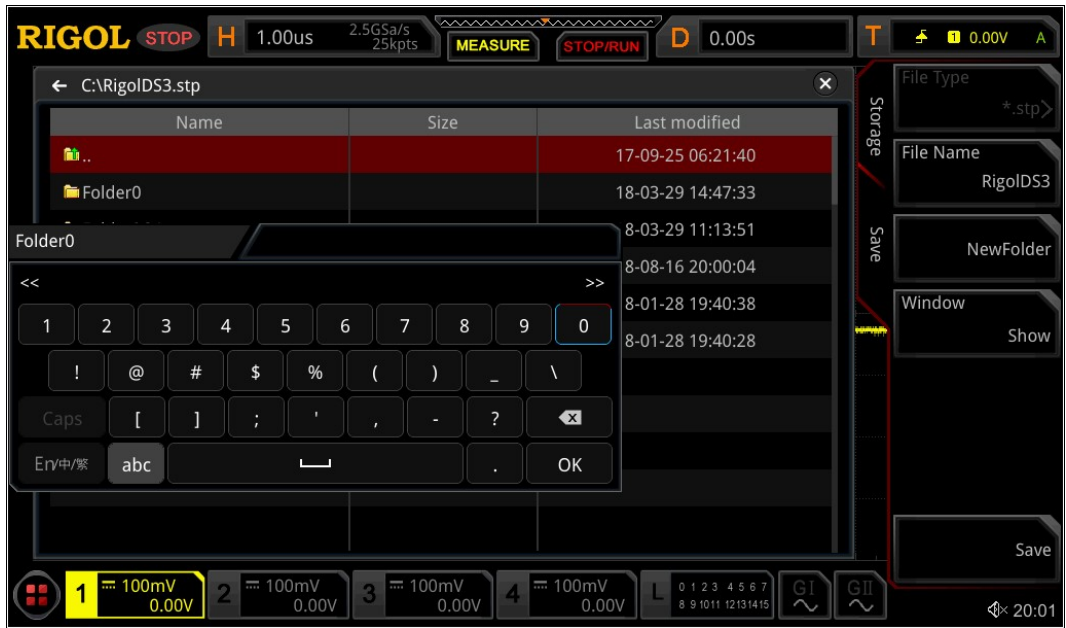 RIGOL STOP H 1.00us 2.5GSa/s 25kpts MEASURE STOP/RUN D 0.00s T 1 0.00V A
C:\RigolDS3.stp
Name Size Last modified
.. 17-09-25 06:21:40
Folder0 18-03-29 14:47:33
8-03-29 11:13:51
8-08-16 20:00:04
8-01-28 19:40:38
8-01-28 19:40:28
Folder0
<< >>
1 2 3 4 5 6 7 8 9 0
! @ # $ % ( ) _ \
Caps [ ] ; ' , - ?
En/中/繁 abc . OK
Storage
Save
File Type
*.stp>
File Name
RigolDS3
NewFolder
Window
Show
Save
1 100mV 0.00V 2 100mV 0.00V 3 100mV 0.00V 4 100mV 0.00V L 0 1 2 3 4 5 6 7 8 9 10 11 12 13 14 15 GI GII
20:01